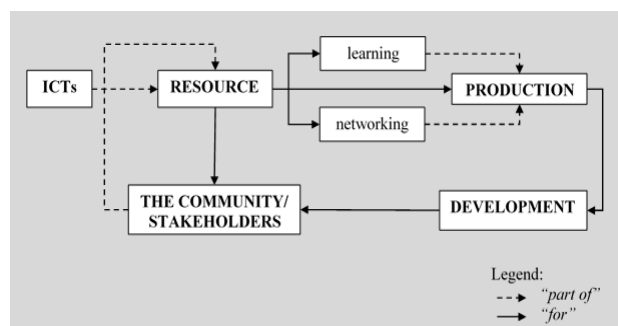 learning
ICTs
RESOURCE
PRODUCTION
networking
THE COMMUNITY/
STAKEHOLDERS
DEVELOPMENT
Legend:
“part of”
“for”